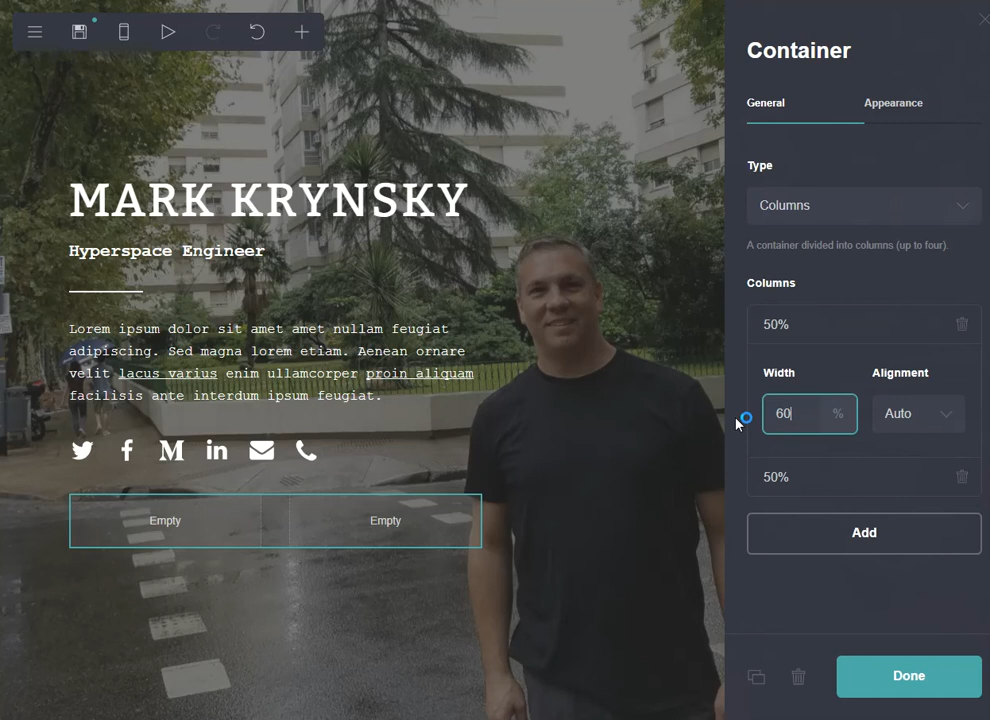 Container
General
Appearance
MARK KRYNSKY
Hyperspace Engineer
Lorem ipsum dolor sit amet amet nullam feugiat
adipiscing. Sed magna lorem etiam. Aenean ornare
velit lacus varius enim ullamcorper proin aliquam
facilisis ante interdum ipsum feugiat.
M
in
Empty
Empty
Type
Columns
A container divided into columns (up to four).
Columns
50%
Width
Alignment
60
%
Auto
50%
Add
Done